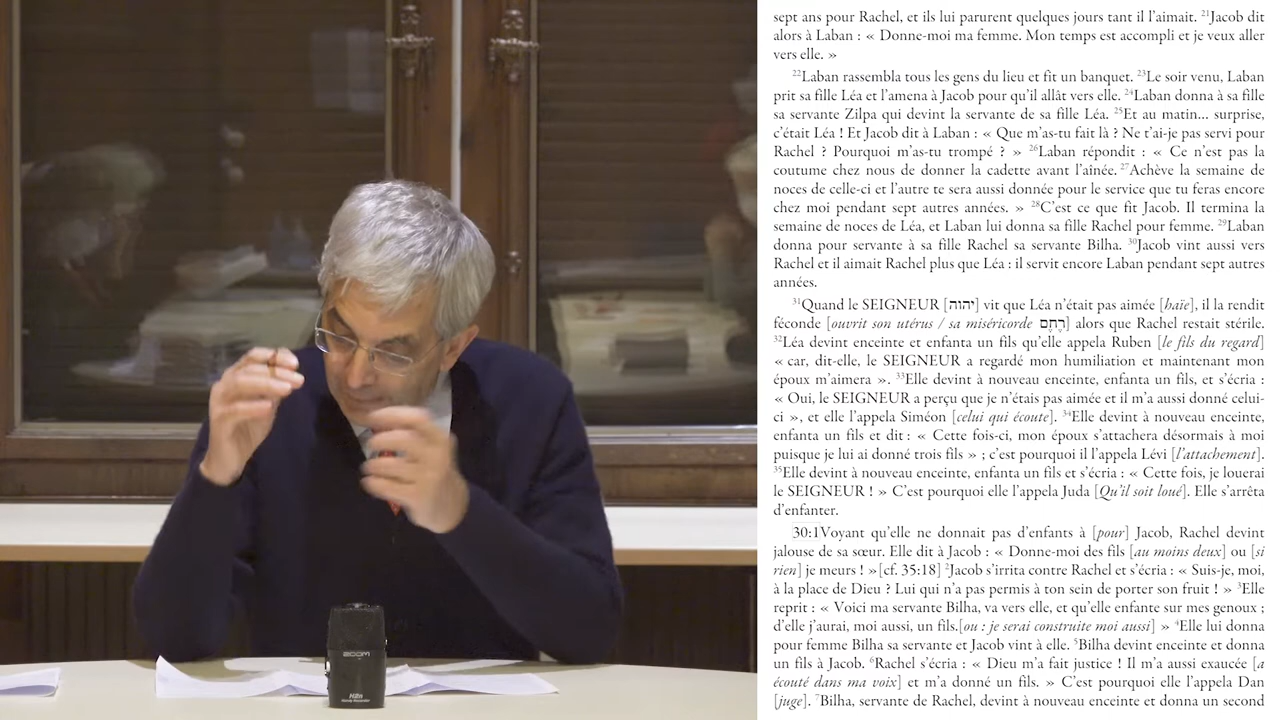 sept ans pour Rachel, et ils lui parurent quelques jours tant il l’aimait. 21Jacob dit
alors à Laban : « Donne-moi ma femme. Mon temps est accompli et je veux aller
vers elle. »
22Laban rassembla tous les gens du lieu et fit un banquet. 23Le soir venu, Laban
prit sa fille Léa et l’amena à Jacob pour qu’il allât vers elle. 24Laban donna à sa fille
sa servante Zilpa qui devint la servante de sa fille Léa. 25Et au matin... surprise,
c’était Léa ! Et Jacob dit à Laban : « Que m’as-tu fait là ? Ne t’ai-je pas servi pour
Rachel ? Pourquoi m’as-tu trompé ? » 26Laban répondit : « Ce n’est pas la
coutume chez nous de donner la cadette avant l’aînée. 27Achève la semaine de
noces de celle-ci et l’autre te sera aussi donnée pour le service que tu feras encore
chez moi pendant sept autres années. » 28C’est ce que fit Jacob. Il termina la
semaine de noces de Léa, et Laban lui donna sa fille Rachel pour femme. 29Laban
donna pour servante à sa fille Rachel sa servante Bilha. 30Jacob vint aussi vers
Rachel et il aimait Rachel plus que Léa : il servit encore Laban pendant sept autres
années.
31Quand le SEIGNEUR [יהוה] vit que Léa n’était pas aimée [haïe], il la rendit
féconde [ouvrit son utérus / sa miséricorde רֶחֶם] alors que Rachel restait stérile.
32Léa devint enceinte et enfanta un fils qu’elle appela Ruben [le fils du regard]
« car, dit-elle, le SEIGNEUR a regardé mon humiliation et maintenant mon
époux m’aimera ». 33Elle devint à nouveau enceinte, enfanta un fils, et s’écria :
« Oui, le SEIGNEUR a perçu que je n’étais pas aimée et il m’a aussi donné celui-
ci », et elle l’appela Siméon [celui qui écoute]. 34Elle devint à nouveau enceinte,
enfanta un fils et dit : « Cette fois-ci, mon époux s’attachera désormais à moi
puisque je lui ai donné trois fils » ; c’est pourquoi il l’appela Lévi [l’attachement].
35Elle devint à nouveau enceinte, enfanta un fils et s’écria : « Cette fois, je louerai
le SEIGNEUR ! » C’est pourquoi elle l’appela Juda [Qu’il soit loué]. Elle s’arrêta
d’enfanter.
30:1Voyant qu’elle ne donnait pas d’enfants à [pour] Jacob, Rachel devint
jalouse de sa sœur. Elle dit à Jacob : « Donne-moi des fils [au moins deux] ou [si
rien] je meurs ! »[cf. 35:18] 2Jacob s’irrita contre Rachel et s’écria : « Suis-je, moi,
à la place de Dieu ? Lui qui n’a pas permis à ton sein de porter son fruit ! » 3Elle
reprit : « Voici ma servante Bilha, va vers elle, et qu’elle enfante sur mes genoux ;
d’elle j’aurai, moi aussi, un fils.[ou : je serai construite moi aussi] » 4Elle lui donna
pour femme Bilha sa servante et Jacob vint à elle. 5Bilha devint enceinte et donna
un fils à Jacob. 6Rachel s’écria : « Dieu m’a fait justice ! Il m’a aussi exaucée [a
écouté dans ma voix] et m’a donné un fils. » C’est pourquoi elle l’appela Dan
[juge]. 7Bilha, servante de Rachel, devint à nouveau enceinte et donna un second
ZOOM
H2n
Handy Recorder